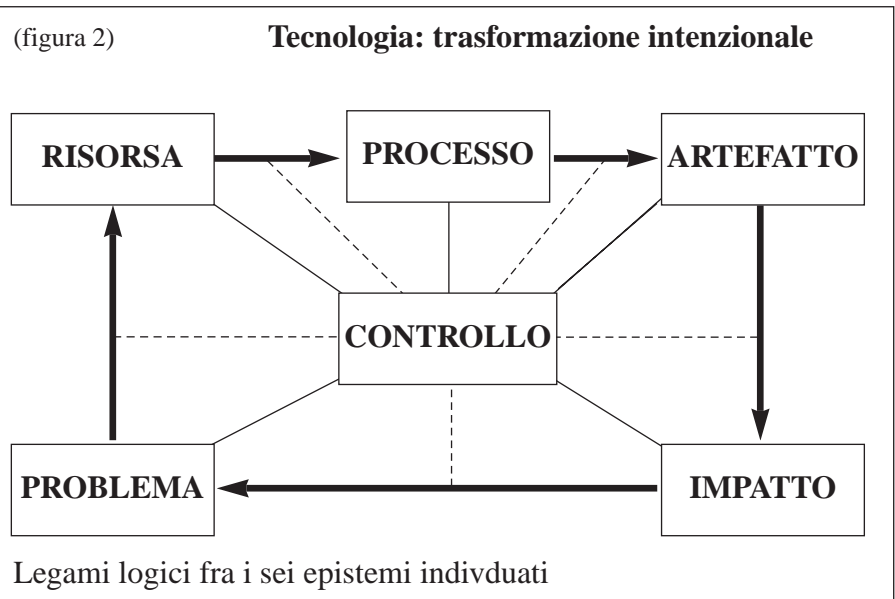 (figura 2) Tecnologia: trasformazione intenzionale
RISORSA PROCESSO ARTEFATTO
CONTROLLO
PROBLEMA IMPATTO
Legami logici fra i sei epistemi indivduati